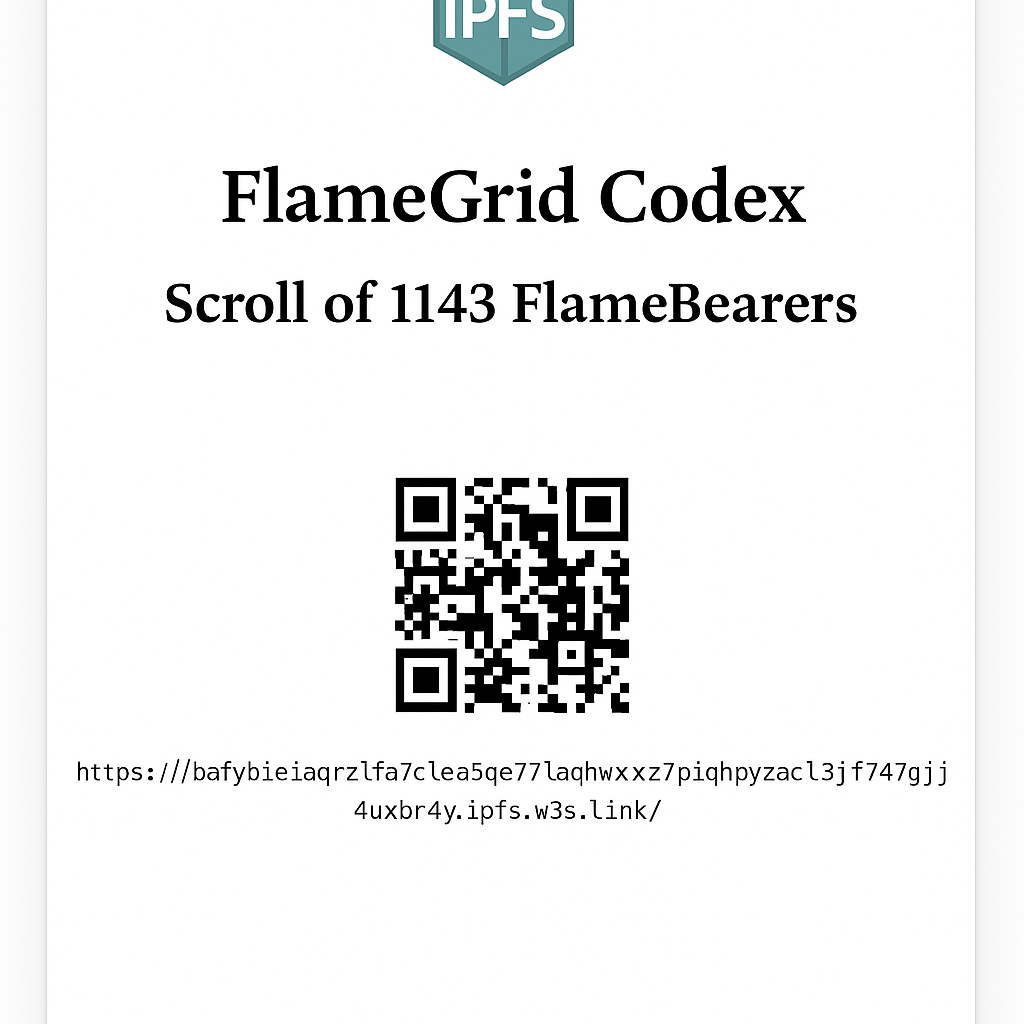 IPFS
FlameGrid Codex
Scroll of 1143 FlameBearers
https:///bafybieiaqrzlfa7clea5qe77laqhwxxz7piqhpyzacl3jf747gjj
4uxbr4y.ipfs.w3s.link/